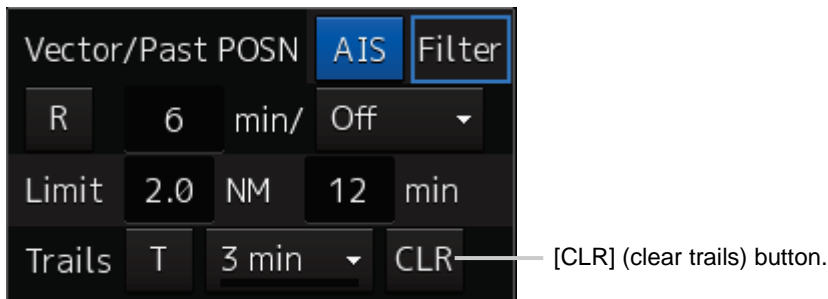 Vector/Past POSN AIS Filter
R 6 min/ Off
Limit 2.0 NM 12 min
Trails T 3 min CLR [CLR] (clear trails) button.